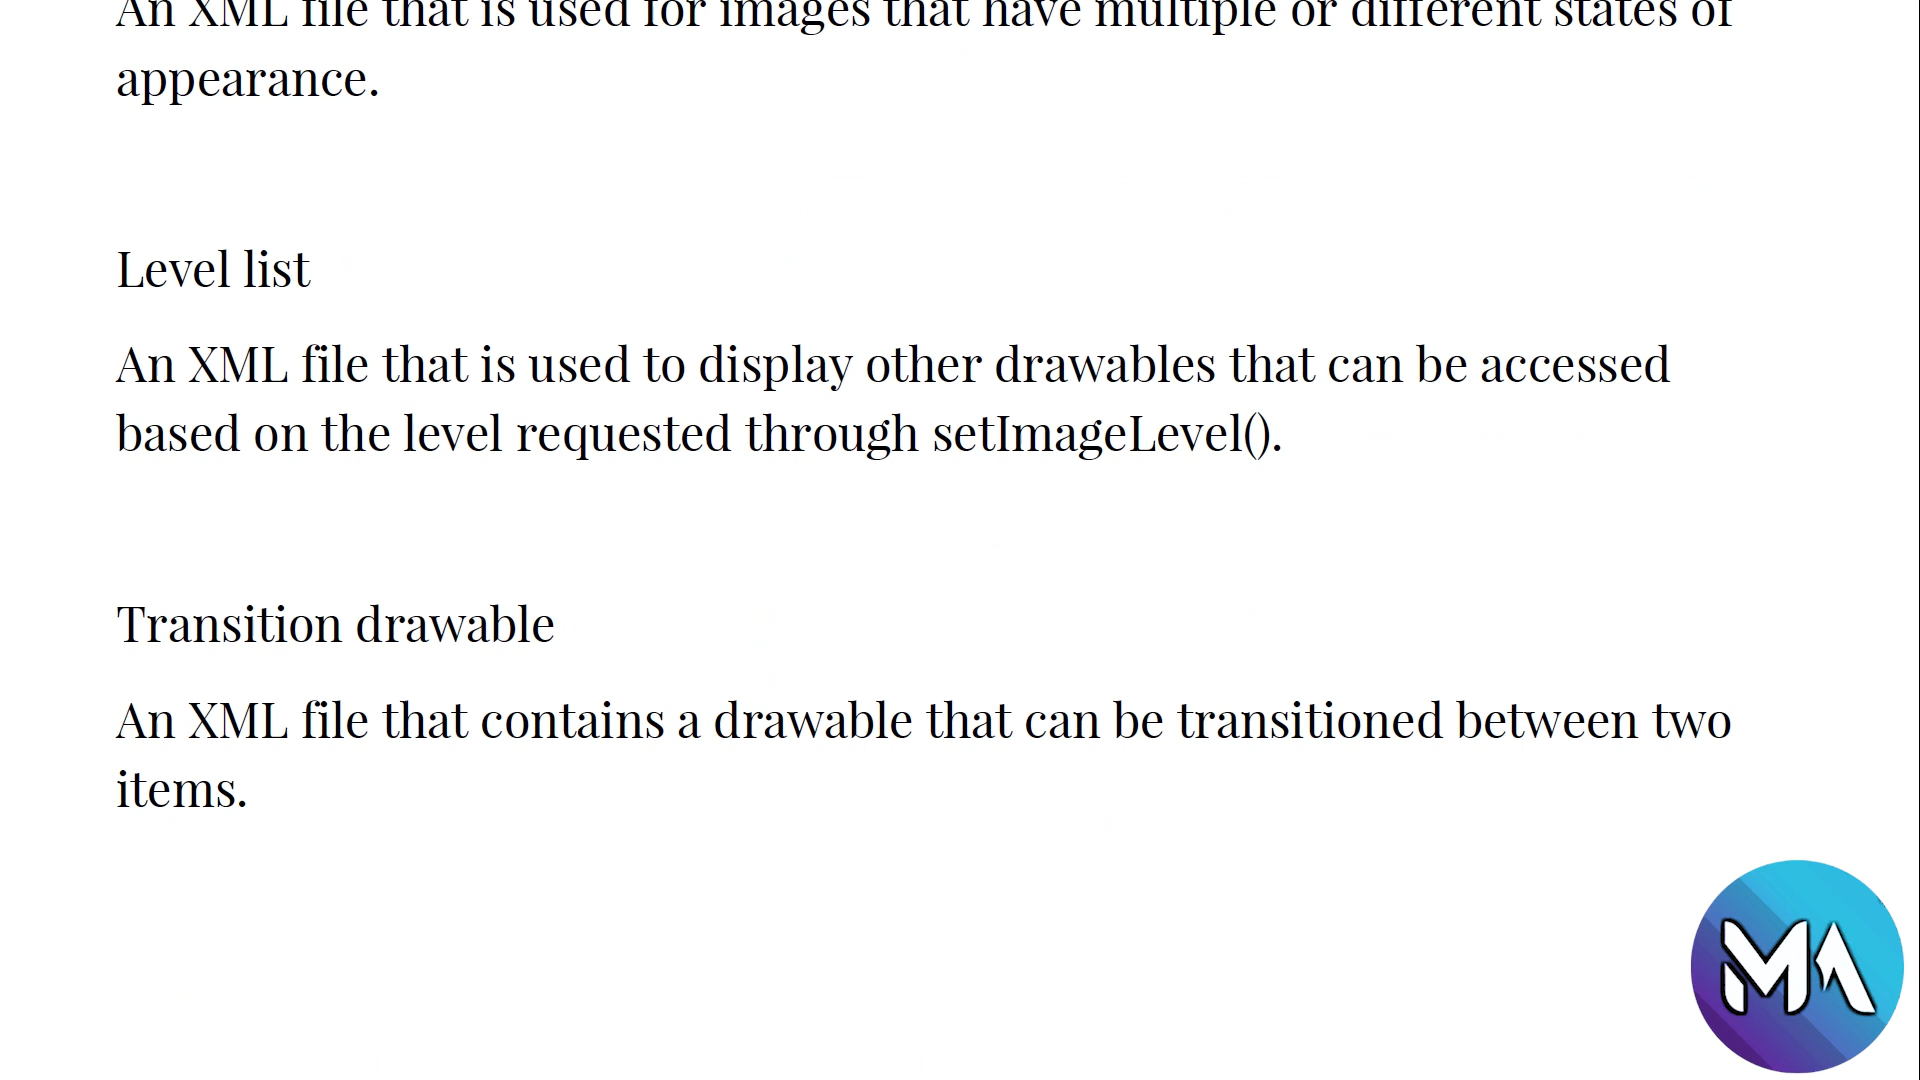 An XML file that is used for images that have multiple or different states of
appearance.
Level list
An XML file that is used to display other drawables that can be accessed
based on the level requested through setImageLevel().
Transition drawable
An XML file that contains a drawable that can be transitioned between two
items.
MA